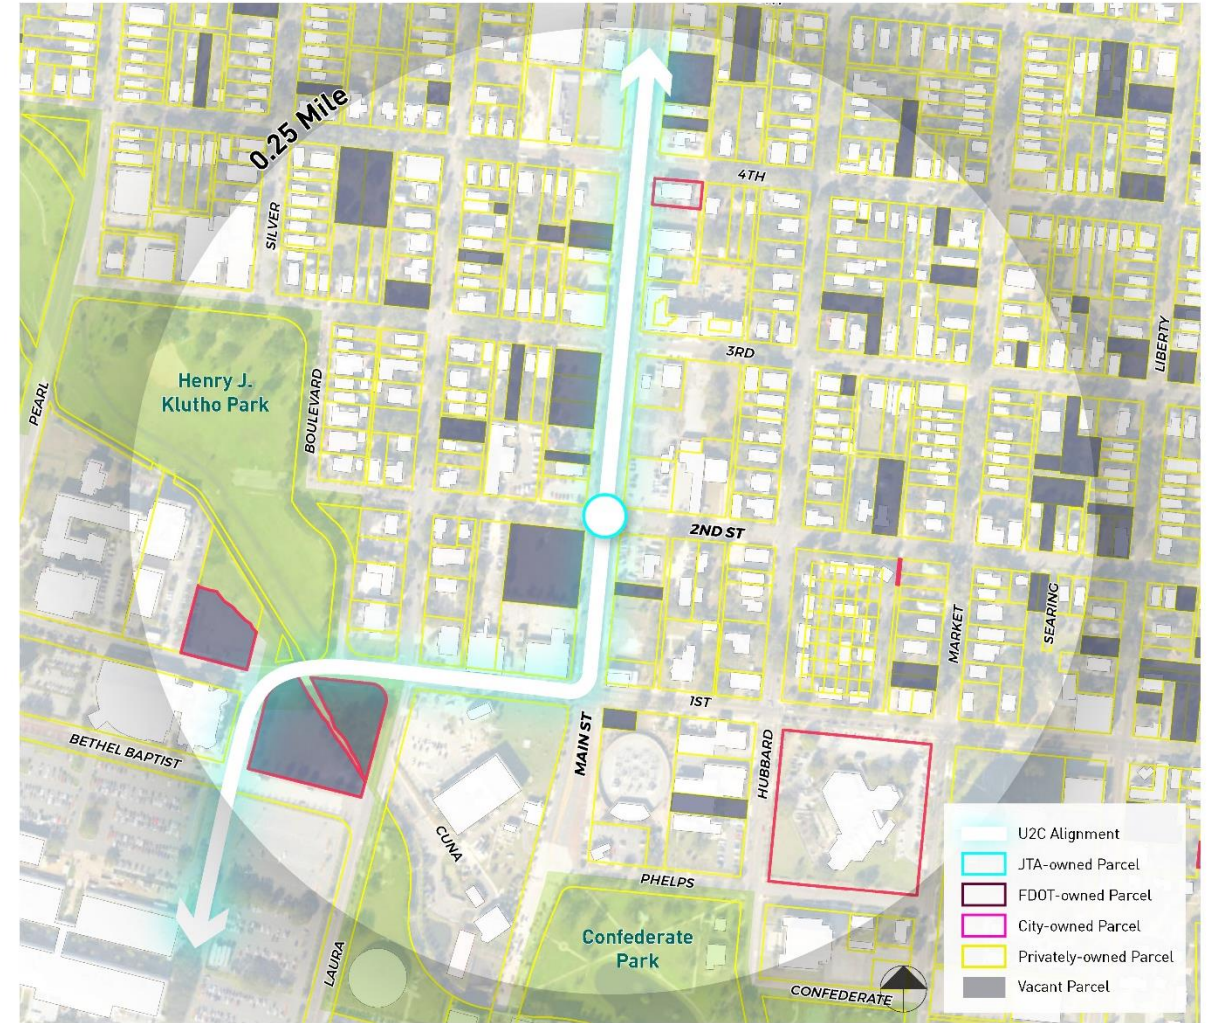 0.25 Mile
4TH
SILVER
3RD
LIBERTY
Henry J.
Klutho Park
PEARL
BOULEVARD
2ND ST
MARKET
SEARING
1ST
MAIN ST
HUBBARD
BETHEL BAPTIST
CUNA
PHELPS
LAURA
Confederate
Park
CONFEDERATE
U2C Alignment
JTA-owned Parcel
FDOT-owned Parcel
City-owned Parcel
Privately-owned Parcel
Vacant Parcel